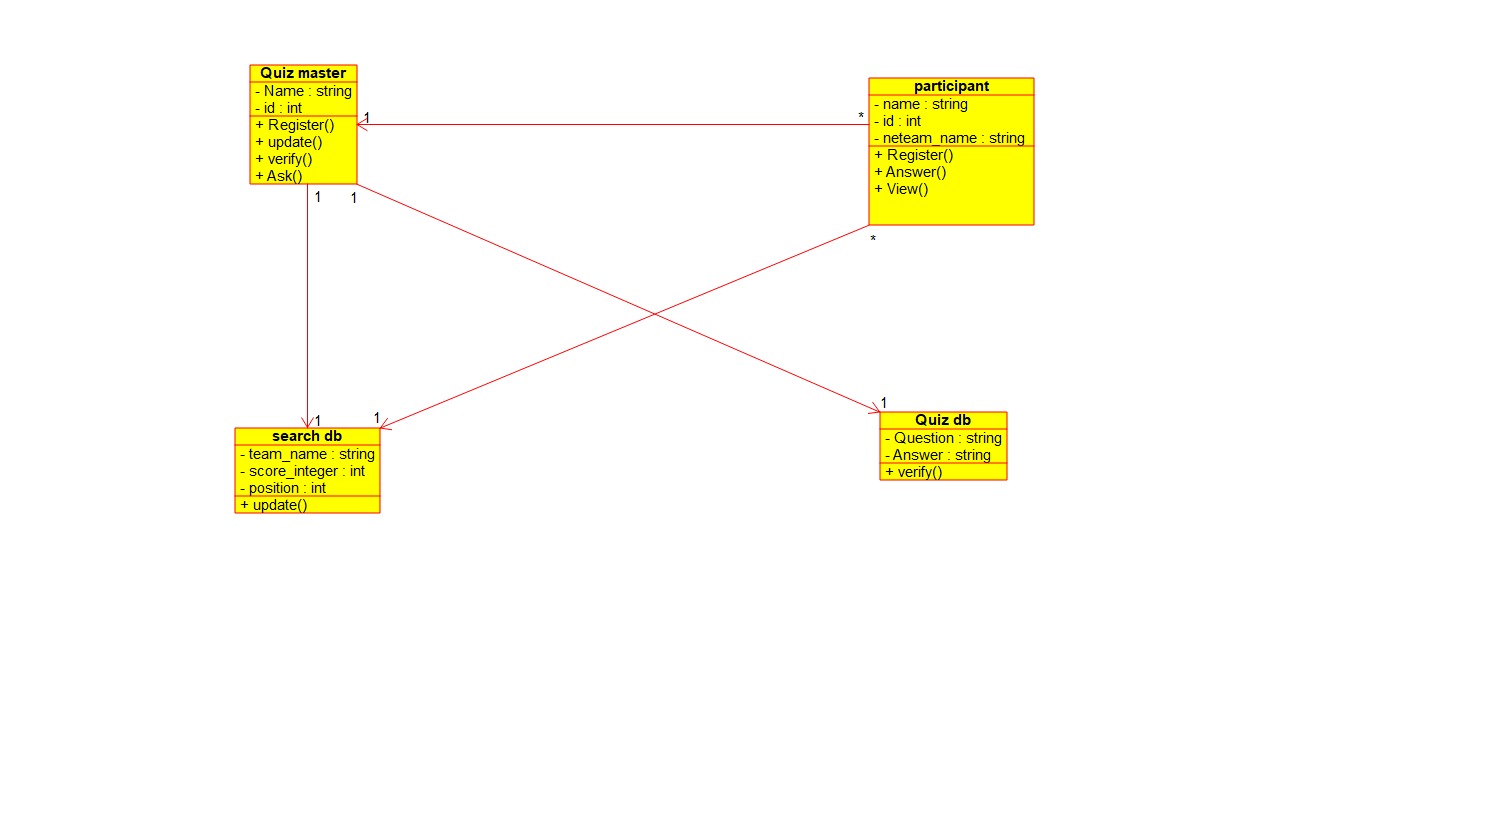 Quiz master
- Name : string
- id : int
+ Register()
+ update()
+ verify()
+ Ask()
1
*
participant
- name : string
- id : int
- neteam_name : string
+ Register()
+ Answer()
+ View()
1
1
*
1
1
search db
- team_name : string
- score_integer : int
- position : int
+ update()
1
Quiz db
- Question : string
- Answer : string
+ verify()